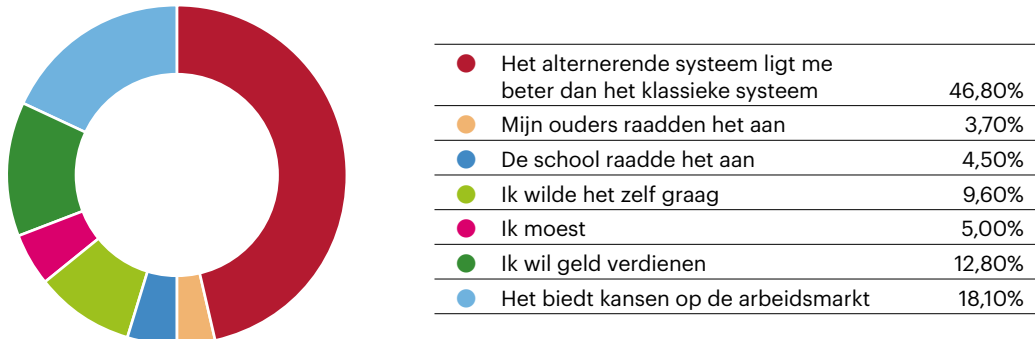 Het alternerende systeem ligt me
beter dan het klassieke systeem 46,80%
Mijn ouders raadden het aan 3,70%
De school raadde het aan 4,50%
Ik wilde het zelf graag 9,60%
Ik moest 5,00%
Ik wil geld verdienen 12,80%
Het biedt kansen op de arbeidsmarkt 18,10%